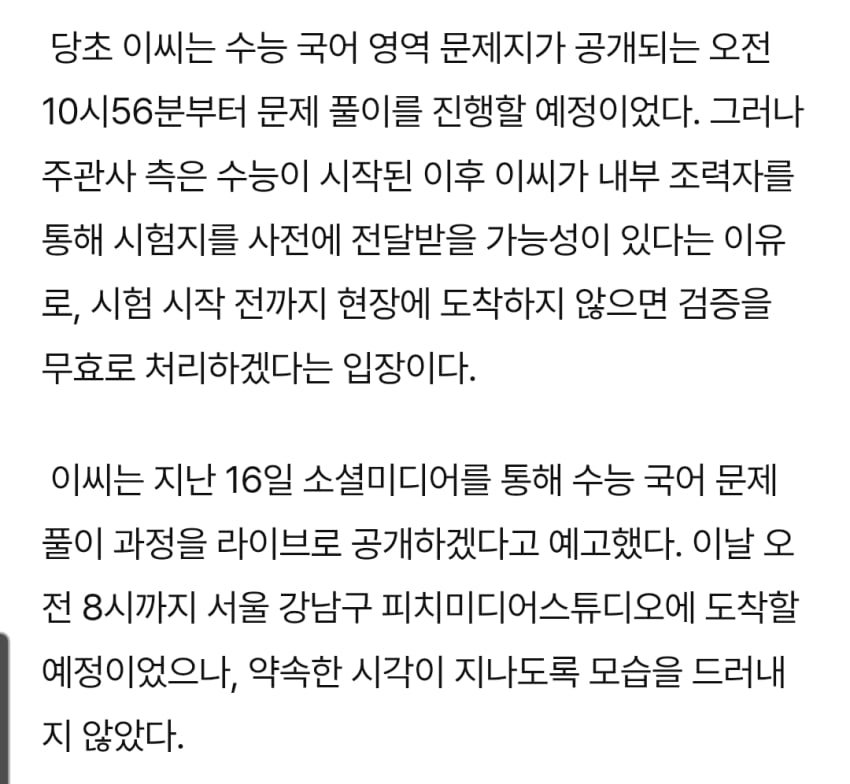 당초 이씨는 수능 국어 영역 문제지가 공개되는 오전
10시56분부터 문제 풀이를 진행할 예정이었다. 그러나
주관사 측은 수능이 시작된 이후 이씨가 내부 조력자를
통해 시험지를 사전에 전달받을 가능성이 있다는 이유
로, 시험 시작 전까지 현장에 도착하지 않으면 검증을
무효로 처리하겠다는 입장이다.
이씨는 지난 16일 소셜미디어를 통해 수능 국어 문제
풀이 과정을 라이브로 공개하겠다고 예고했다. 이날 오
전 8시까지 서울 강남구 피치미디어스튜디오에 도착할
예정이었으나, 약속한 시각이 지나도록 모습을 드러내
지 않았다.